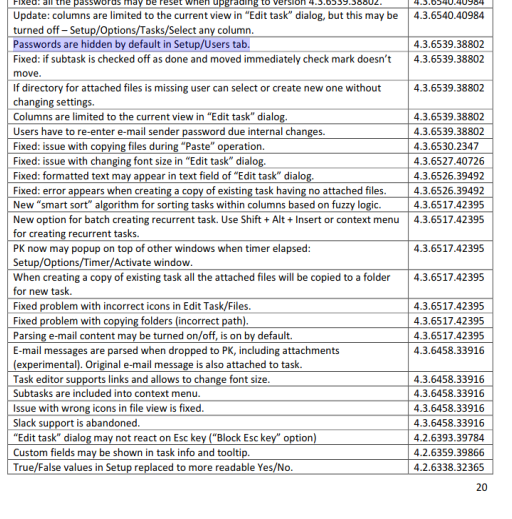 Fixed: all the passwords may be reset when upgrading to version 4.3.6539.38802. 4.3.6540.40984
Update: columns are limited to the current view in “Edit task” dialog, but this may be 4.3.6540.40984
turned off – Setup/Options/Tasks/Select any column.
Passwords are hidden by default in Setup/Users tab. 4.3.6539.38802
Fixed: if subtask is checked off as done and moved immediately check mark doesn’t 4.3.6539.38802
move.
If directory for attached files is missing user can select or create new one without 4.3.6539.38802
changing settings.
Columns are limited to the current view in “Edit task” dialog. 4.3.6539.38802
Users have to re-enter e-mail sender password due internal changes. 4.3.6539.38802
Fixed: issue with copying files during “Paste” operation. 4.3.6530.2347
Fixed: issue with changing font size in “Edit task” dialog. 4.3.6527.40726
Fixed: formatted text may appear in text field of “Edit task” dialog. 4.3.6526.39492
Fixed: error appears when creating a copy of existing task having no attached files. 4.3.6526.39492
New “smart sort” algorithm for sorting tasks within columns based on fuzzy logic. 4.3.6517.42395
New option for batch creating recurrent task. Use Shift + Alt + Insert or context menu 4.3.6517.42395
for creating recurrent tasks.
PK now may popup on top of other windows when timer elapsed: 4.3.6517.42395
Setup/Options/Timer/Activate window.
When creating a copy of existing task all the attached files will be copied to a folder 4.3.6517.42395
for new task.
Fixed problem with incorrect icons in Edit Task/Files. 4.3.6517.42395
Fixed problem with copying folders (incorrect path). 4.3.6517.42395
Parsing e-mail content may be turned on/off, is on by default. 4.3.6517.42395
E-mail messages are parsed when dropped to PK, including attachments 4.3.6458.33916
(experimental). Original e-mail message is also attached to task.
Task editor supports links and allows to change font size. 4.3.6458.33916
Subtasks are included into context menu. 4.3.6458.33916
Issue with wrong icons in file view is fixed. 4.3.6458.33916
Slack support is abandoned. 4.3.6458.33916
“Edit task” dialog may not react on Esc key (“Block Esc key” option) 4.2.6393.39784
Custom fields may be shown in task info and tooltip. 4.2.6359.39866
True/False values in Setup replaced to more readable Yes/No. 4.2.6338.32365
20